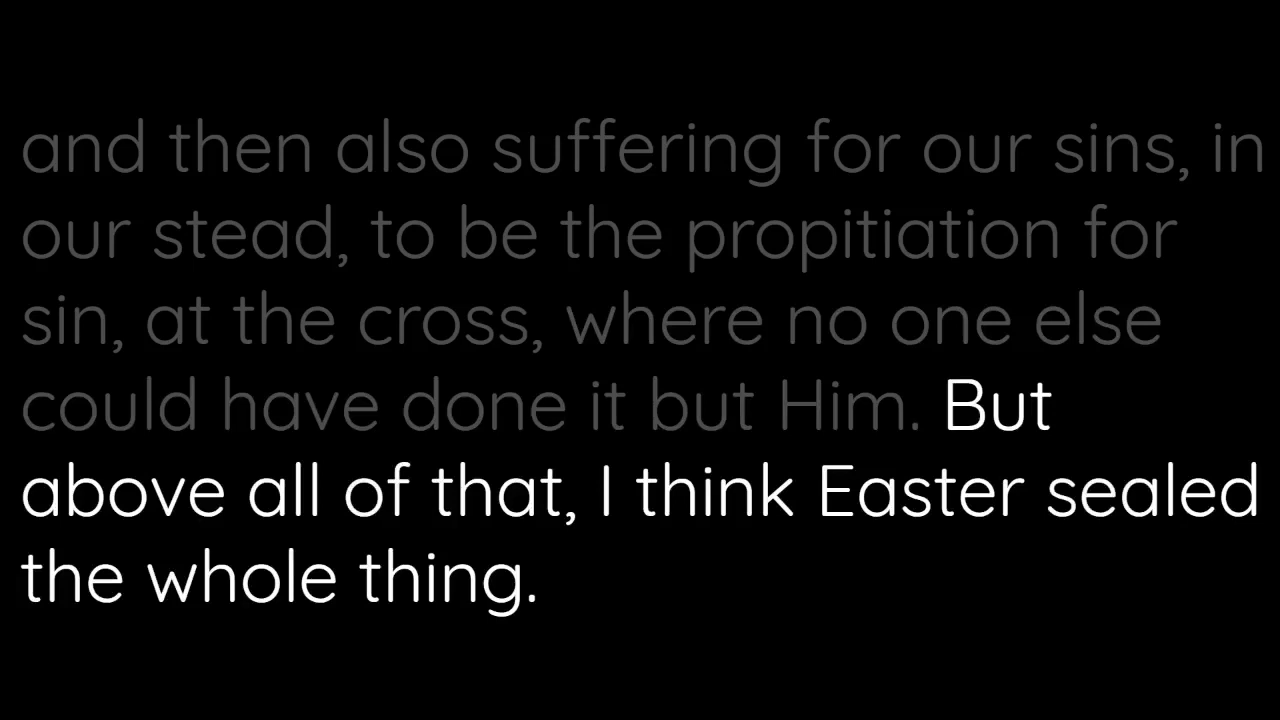 and then also suffering for our sins, in
our stead, to be the propitiation for
sin, at the cross, where no one else
could have done it but Him. But
above all of that, I think Easter sealed
the whole thing.